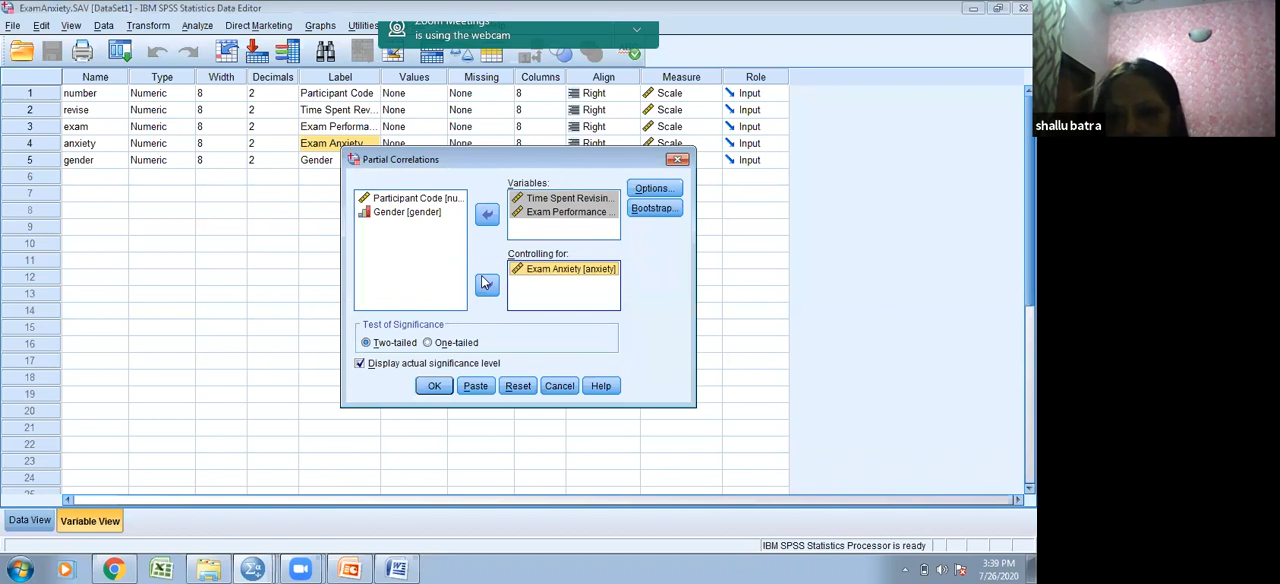 ExamAnxiety.SAV [DataSet1] - IBM SPSS Statistics Data Editor
File Edit View Data Transform Analyze Direct Marketing Graphs Utilities
Zoom Meetings
is using the webcam
Name Type Width Decimals Label Values Missing Columns Align Measure Role
1 number Numeric 8 2 Participant Code None None 8 Right Scale Input
2 revise Numeric 8 2 Time Spent Rev... None None 8 Right Scale Input
3 exam Numeric 8 2 Exam Performa... None None 8 Right Scale Input
4 anxiety Numeric 8 2 Exam Anxiety None None 8 Right Scale Input
5 gender Numeric 8 2 Gender Input
6
7
8
9
10
11
12
13
14
15
16
17
18
19
20
21
22
23
24
Partial Correlations
Participant Code [nu...
Gender [gender]
Variables:
Time Spent Revisin...
Exam Performance ...
Controlling for:
Exam Anxiety [anxiety]
Options...
Bootstrap...
Test of Significance
Two-tailed One-tailed
Display actual significance level
OK Paste Reset Cancel Help
Data View Variable View
IBM SPSS Statistics Processor is ready
3:39 PM
7/26/2020
shallu batra